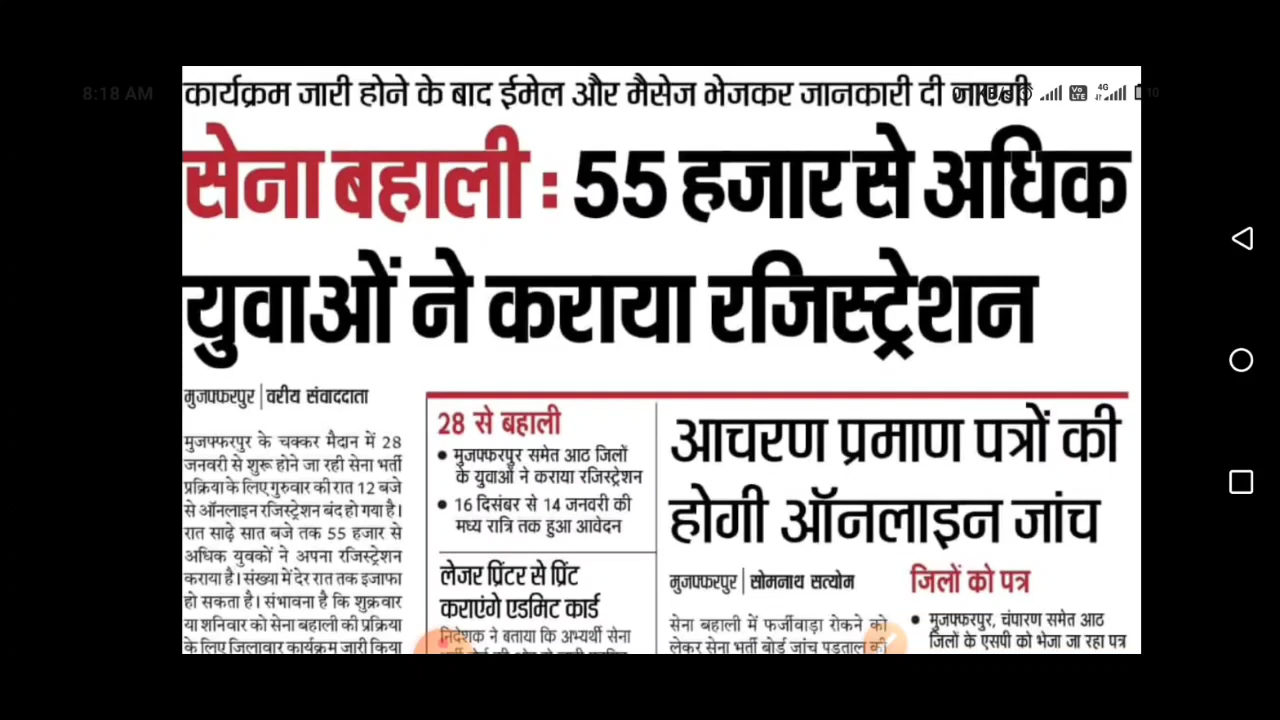 8:18 AM
कार्यक्रम जारी होने के बाद ईमेल और मैसेज भेजकर जानकारी दी जाएगी
सेना बहाली : 55 हजार से अधिक
युवाओं ने कराया रजिस्ट्रेशन
मुजफ्फरपुर | वरीय संवाददाता
मुजफ्फरपुर के चक्कर मैदान में 28
जनवरी से शुरू होने जा रही सेना भर्ती
प्रक्रिया के लिए गुरुवार की रात 12 बजे
से ऑनलाइन रजिस्ट्रेशन बंद हो गया है।
रात साढ़े सात बजे तक 55 हजार से
अधिक युवकों ने अपना रजिस्ट्रेशन
कराया है। संख्या में देर रात तक इजाफा
हो सकता है। संभावना है कि शुक्रवार
या शनिवार को सेना बहाली की प्रक्रिया
के लिए जिलावार कार्यक्रम जारी किया
28 से बहाली
● मुजफ्फरपुर समेत आठ जिलों
के युवाओं ने कराया रजिस्ट्रेशन
● 16 दिसंबर से 14 जनवरी की
मध्य रात्रि तक हुआ आवेदन
लेजर प्रिंटर से प्रिंट
कराएंगे एडमिट कार्ड
निदेशक ने बताया कि अभ्यर्थी सेना
आचरण प्रमाण पत्रों की
होगी ऑनलाइन जांच
मुजफ्फरपुर | सोमनाथ सत्योम
सेना बहाली में फर्जीवाड़ा रोकने को
लेकर सेना भर्ती बोर्ड जांच पड़ताल की
जिलों को पत्र
● मुजफ्फरपुर, चंपारण समेत आठ
जिलों के एसपी को भेजा जा रहा पत्र